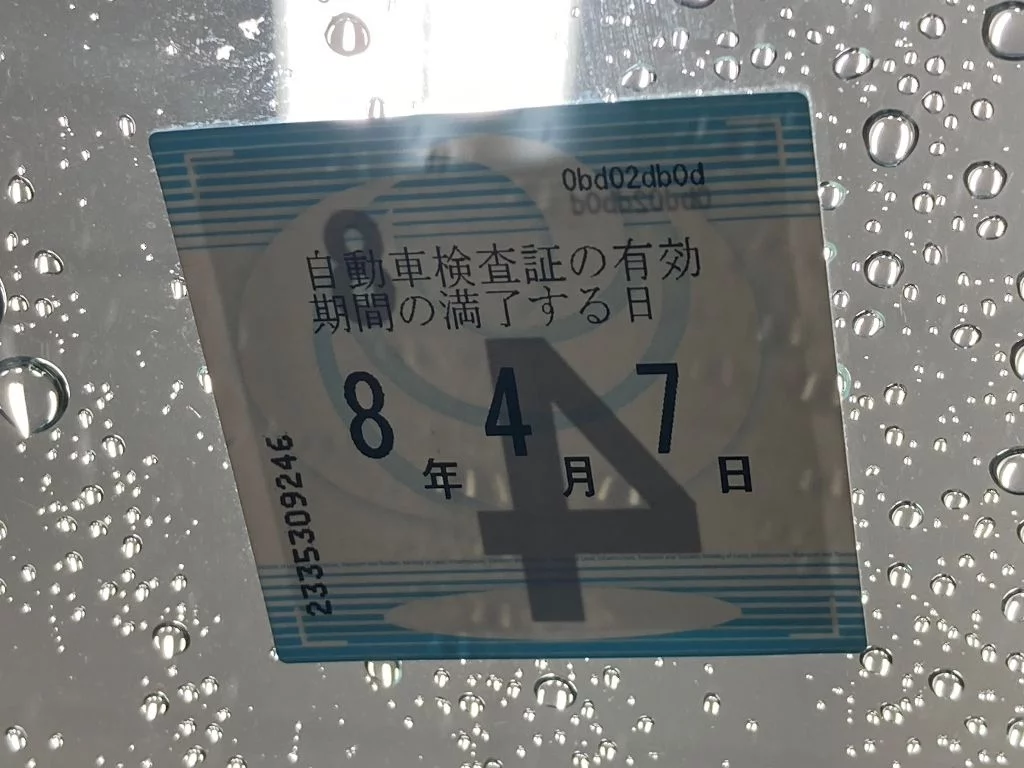 0bd02db0d
自動車検査証の有効
期間の満了する日
8年 4月 7日
2335309246